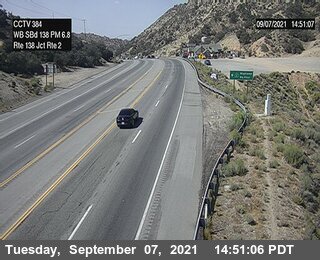 CCTV 384
WB SBd 138 PM 6.8
Rte 138 Jct Rte 2
09/07/2021 14:51:07
Tuesday, September 07, 2021 14:51:06 PDT